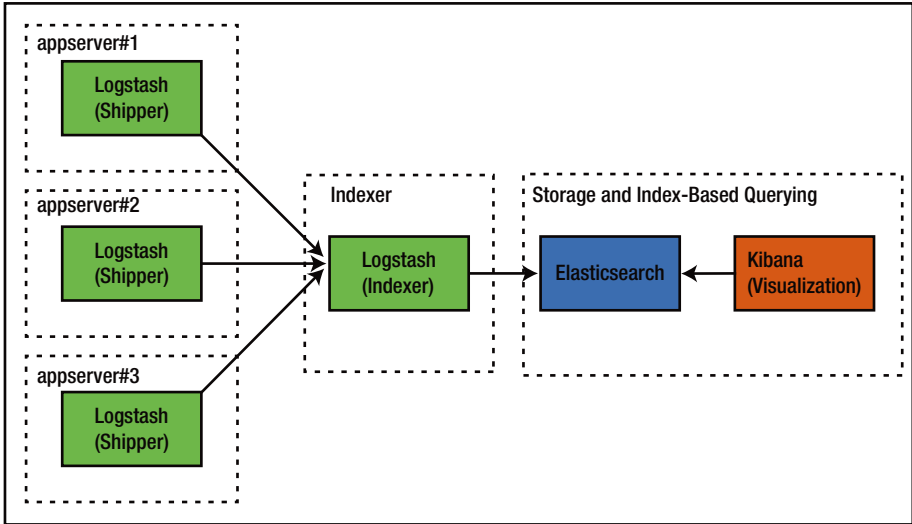 appserver#1
Logstash
(Shipper)
appserver#2
Logstash
(Shipper)
appserver#3
Logstash
(Shipper)
Indexer
Logstash
(Indexer)
Storage and Index-Based Querying
Elasticsearch
Kibana
(Visualization)